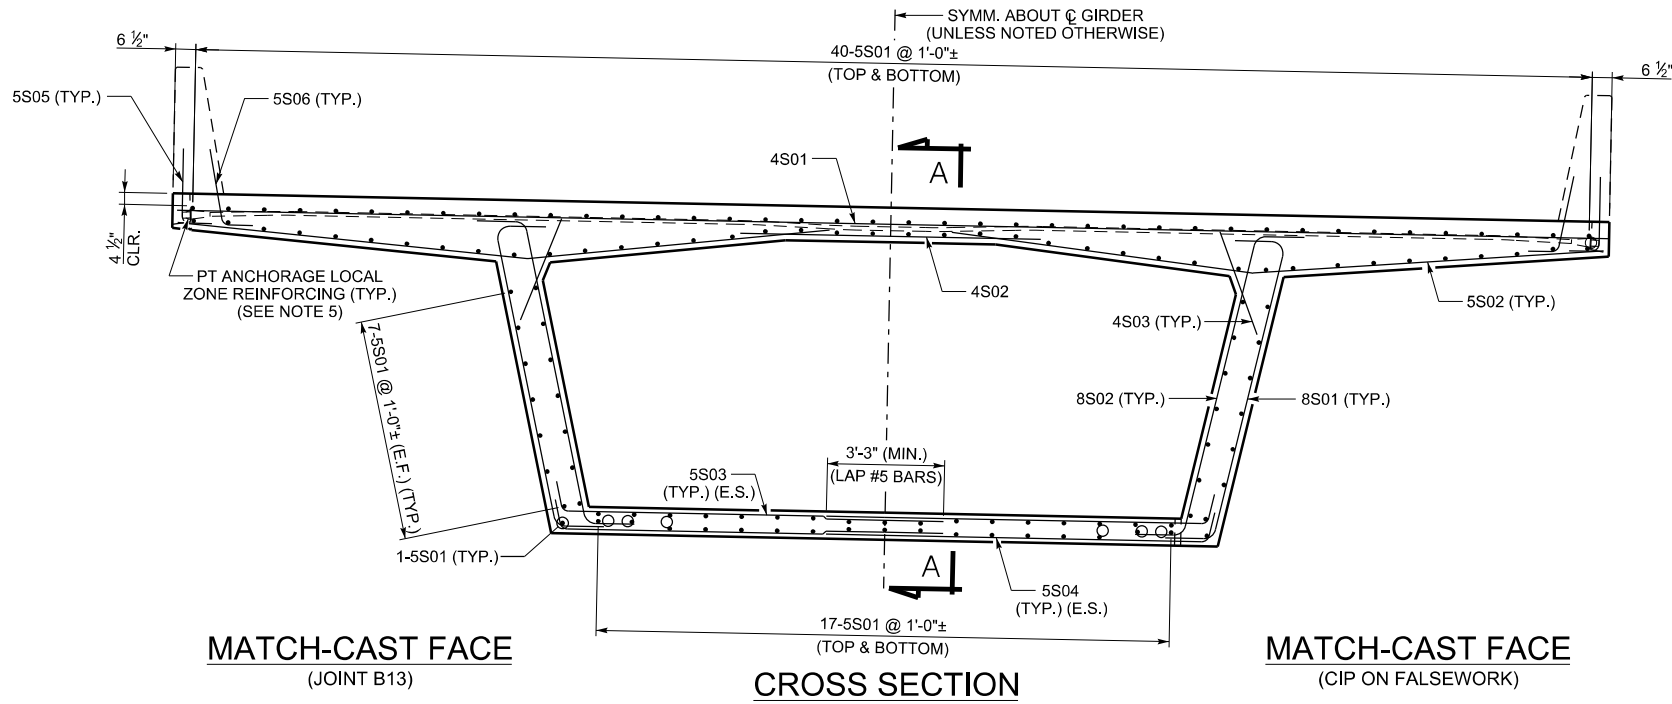 SYMM. ABOUT ℄ GIRDER
(UNLESS NOTED OTHERWISE)
6 ½"
40-5S01 @ 1'-0"±
(TOP & BOTTOM)
6 ½"
5S05 (TYP.)
5S06 (TYP.)
4S01
A
4 ½"
CLR.
PT ANCHORAGE LOCAL
ZONE REINFORCING (TYP.)
(SEE NOTE 5)
4S02
5S02 (TYP.)
4S03 (TYP.)
7-5S01 @ 1'-0"± (E.F.) (TYP.)
8S02 (TYP.)
8S01 (TYP.)
3'-3" (MIN.)
(LAP #5 BARS)
5S03
(TYP.) (E.S.)
1-5S01 (TYP.)
A
5S04
(TYP.) (E.S.)
17-5S01 @ 1'-0"±
(TOP & BOTTOM)
MATCH-CAST FACE
(JOINT B13)
CROSS SECTION
MATCH-CAST FACE
(CIP ON FALSEWORK)